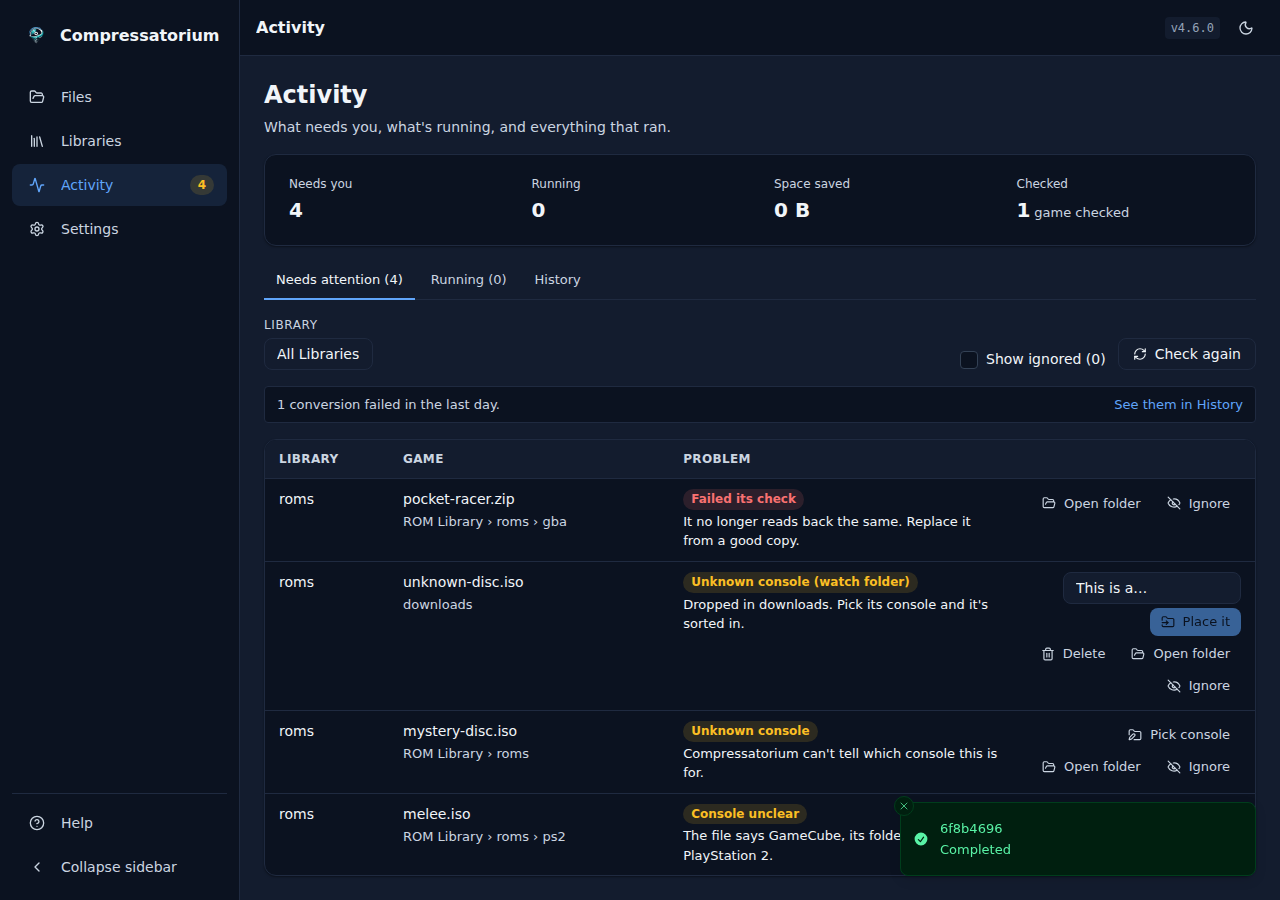 Compressatorium
Activity
v4.6.0
Files
Libraries
Activity
4
Settings
Help
Collapse sidebar
Activity
What needs you, what's running, and everything that ran.
Needs you
4
Running
0
Space saved
0 B
Checked
1 game checked
Needs attention (4)
Running (0)
History
LIBRARY
All Libraries
Show ignored (0)
Check again
1 conversion failed in the last day.
See them in History
LIBRARY
GAME
PROBLEM
roms
pocket-racer.zip
ROM Library › roms › gba
Failed its check
It no longer reads back the same. Replace it
from a good copy.
Open folder
Ignore
roms
unknown-disc.iso
downloads
Unknown console (watch folder)
Dropped in downloads. Pick its console and it's
sorted in.
This is a...
Place it
Delete
Open folder
Ignore
roms
mystery-disc.iso
ROM Library › roms
Unknown console
Compressatorium can't tell which console this is
for.
Pick console
Open folder
Ignore
roms
melee.iso
ROM Library › roms › ps2
Console unclear
The file says GameCube, its folde
PlayStation 2.
6f8b4696
Completed